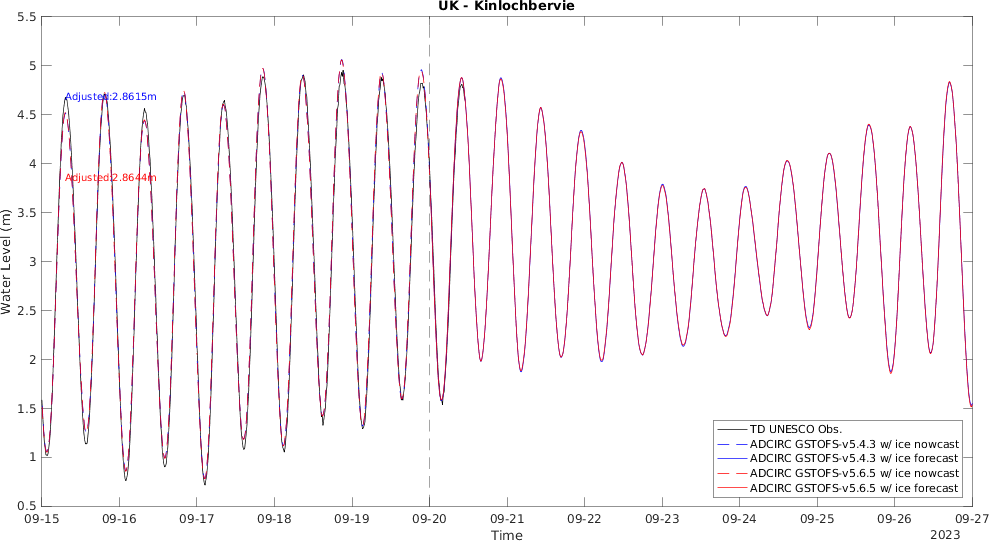 UK - Kinlochbervie
5.5
5
4.5
4
3.5
3
2.5
2
1.5
1
0.5
Water Level (m)
Adjusted:2.8615m
Adjusted:2.8644m
TD UNESCO Obs.
ADCIRC GSTOFS-v5.4.3 w/ ice nowcast
ADCIRC GSTOFS-v5.4.3 w/ ice forecast
ADCIRC GSTOFS-v5.6.5 w/ ice nowcast
ADCIRC GSTOFS-v5.6.5 w/ ice forecast
09-15 09-16 09-17 09-18 09-19 09-20 09-21 09-22 09-23 09-24 09-25 09-26 09-27
Time
2023